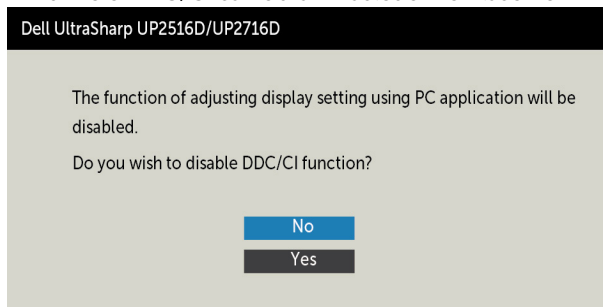 Dell UltraSharp UP2516D/UP2716D
The function of adjusting display setting using PC application will be
disabled.
Do you wish to disable DDC/CI function?
No
Yes